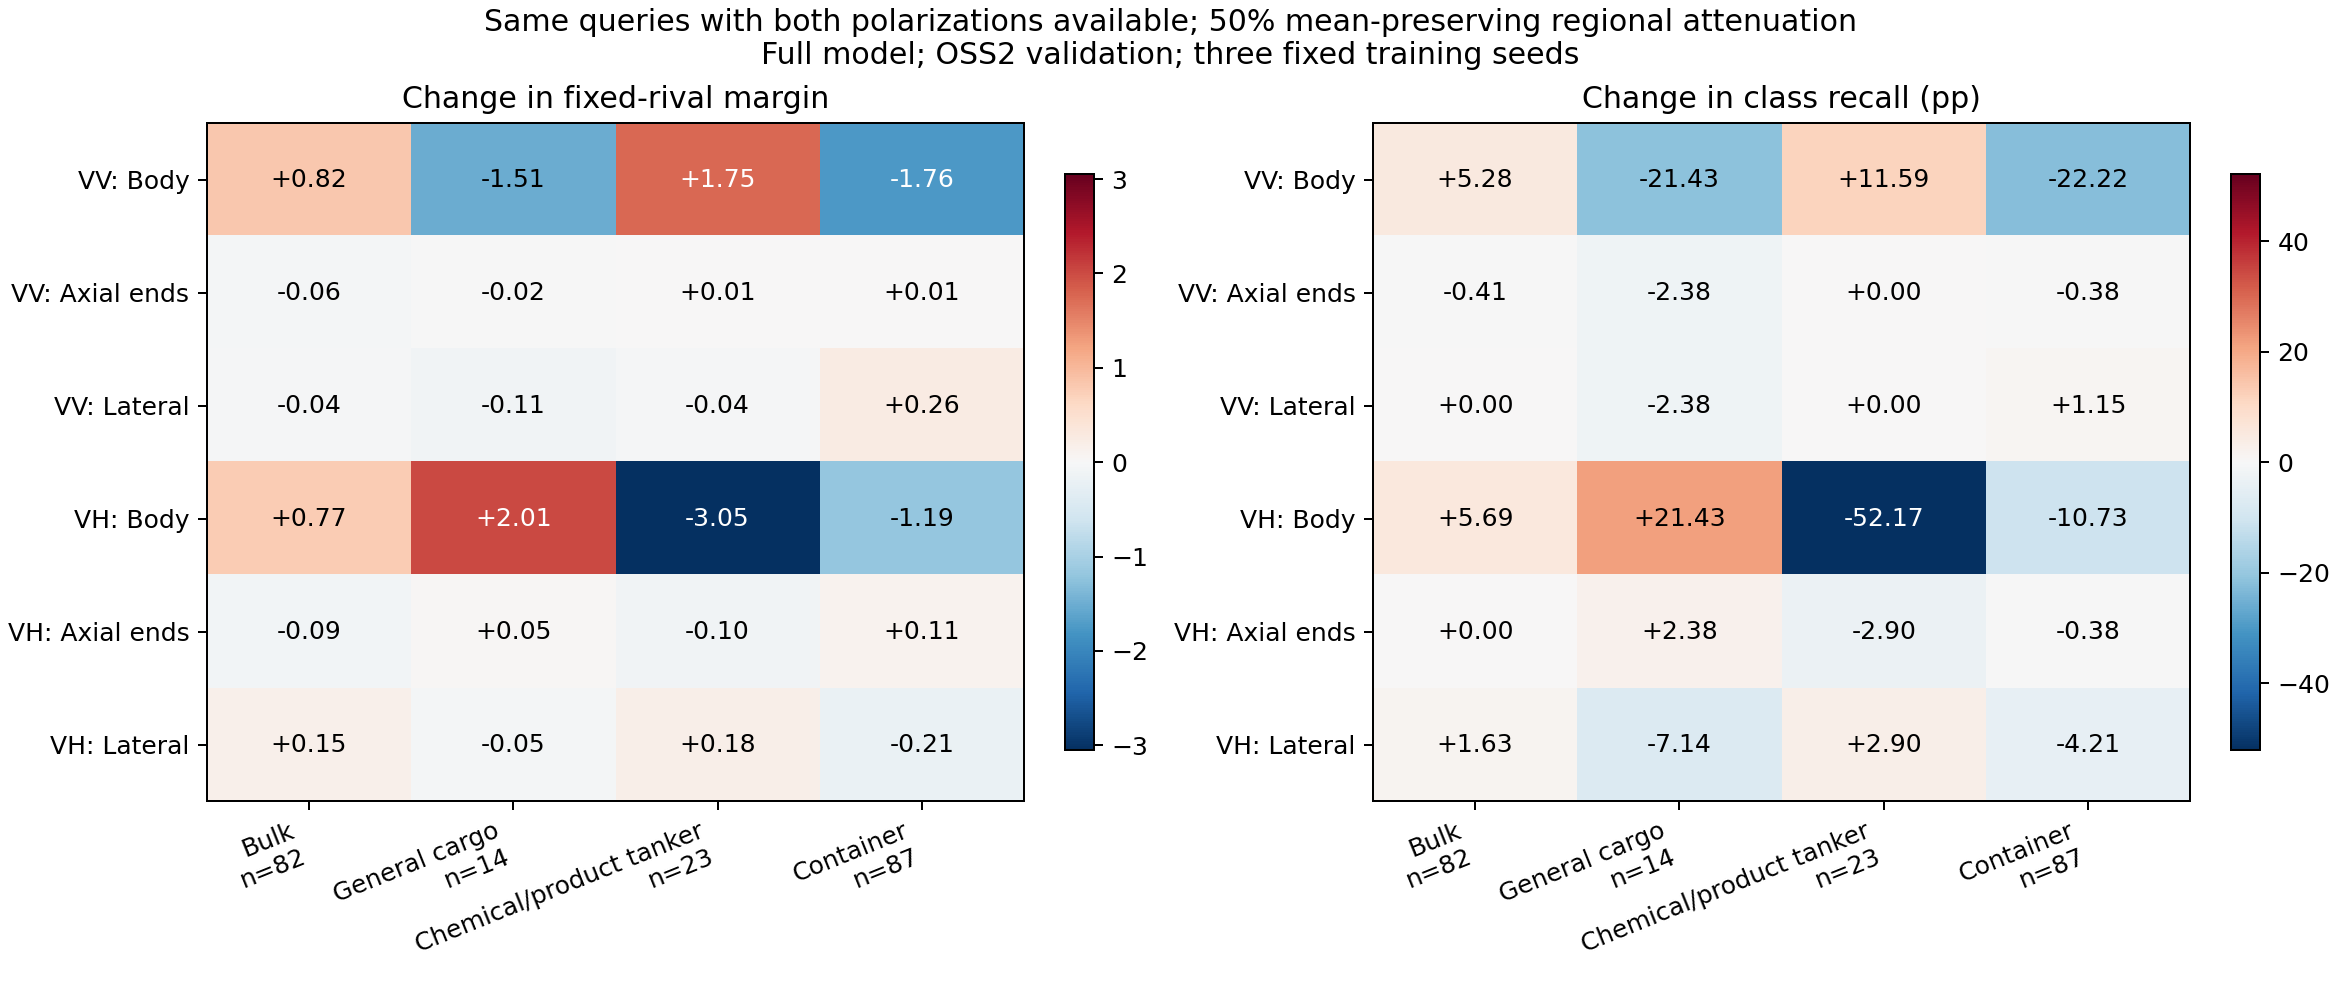 Same queries with both polarizations available; 50% mean-preserving regional attenuation
Full model; OSS2 validation; three fixed training seeds
Change in fixed-rival margin
VV: Body +0.82 -1.51 +1.75 -1.76
VV: Axial ends -0.06 -0.02 +0.01 +0.01
VV: Lateral -0.04 -0.11 -0.04 +0.26
VH: Body +0.77 +2.01 -3.05 -1.19
VH: Axial ends -0.09 +0.05 -0.10 +0.11
VH: Lateral +0.15 -0.05 +0.18 -0.21
Bulk
n=82
General cargo
n=14
Chemical/product tanker
n=23
Container
n=87
3
2
1
0
−1
−2
−3
Change in class recall (pp)
VV: Body +5.28 -21.43 +11.59 -22.22
VV: Axial ends -0.41 -2.38 +0.00 -0.38
VV: Lateral +0.00 -2.38 +0.00 +1.15
VH: Body +5.69 +21.43 -52.17 -10.73
VH: Axial ends +0.00 +2.38 -2.90 -0.38
VH: Lateral +1.63 -7.14 +2.90 -4.21
Bulk
n=82
General cargo
n=14
Chemical/product tanker
n=23
Container
n=87
40
20
0
−20
−40